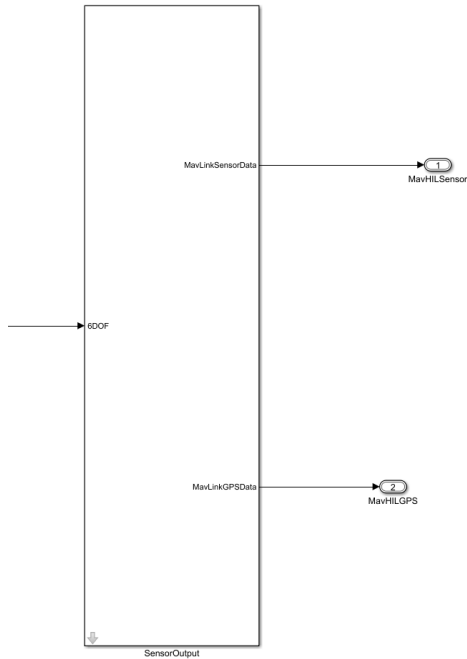 MavLinkSensorData
1
MavHILSensor
6DOF
MavLinkGPSData
2
MavHILGPS
SensorOutput